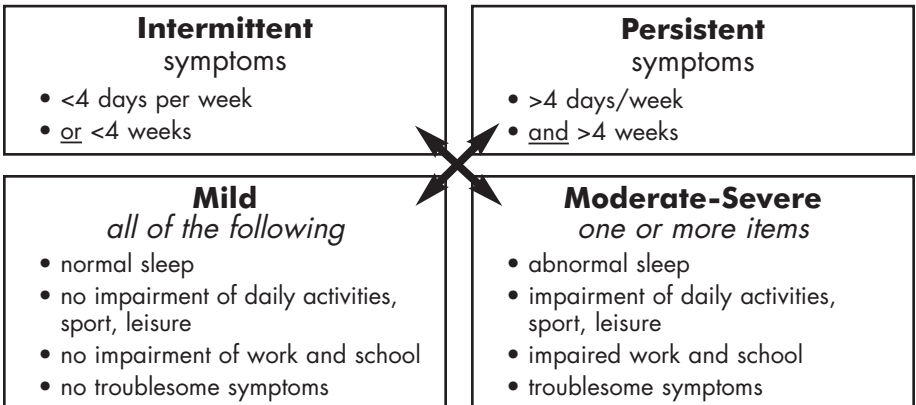 Intermittent
symptoms
• <4 days per week
• or <4 weeks
Persistent
symptoms
• >4 days/week
• and >4 weeks
Mild
all of the following
• normal sleep
• no impairment of daily activities,
sport, leisure
• no impairment of work and school
• no troublesome symptoms
Moderate-Severe
one or more items
• abnormal sleep
• impairment of daily activities,
sport, leisure
• impaired work and school
• troublesome symptoms